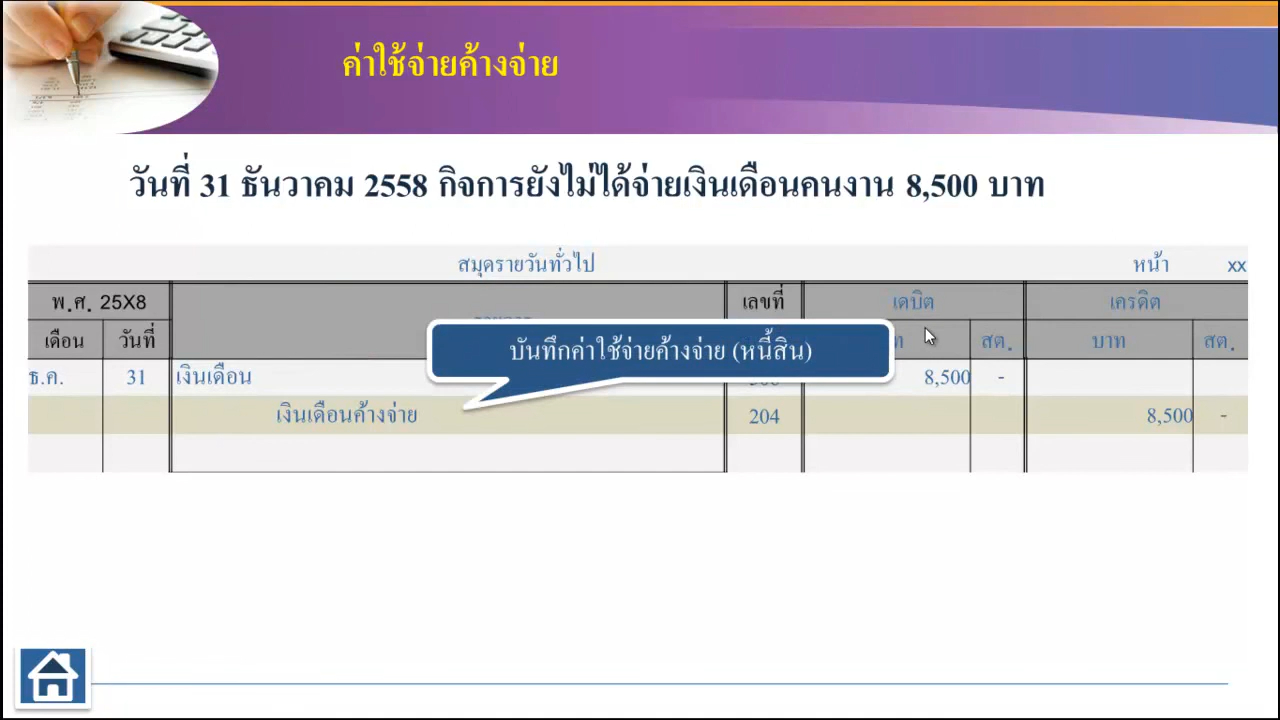 ค่าใช้จ่ายค้างจ่าย
วันที่ 31 ธันวาคม 2558 กิจการยังไม่ได้จ่ายเงินเดือนคนงาน 8,500 บาท
สมุดรายวันทั่วไป หน้า xx
พ.ศ. 25X8 เลขที่ เดบิต เครดิต
เดือน วันที่ สต. บาท สต.
บันทึกค่าใช้จ่ายค้างจ่าย (หนี้สิน)
ธ.ค. 31 เงินเดือน 8,500 -
เงินเดือนค้างจ่าย 204 8,500 -